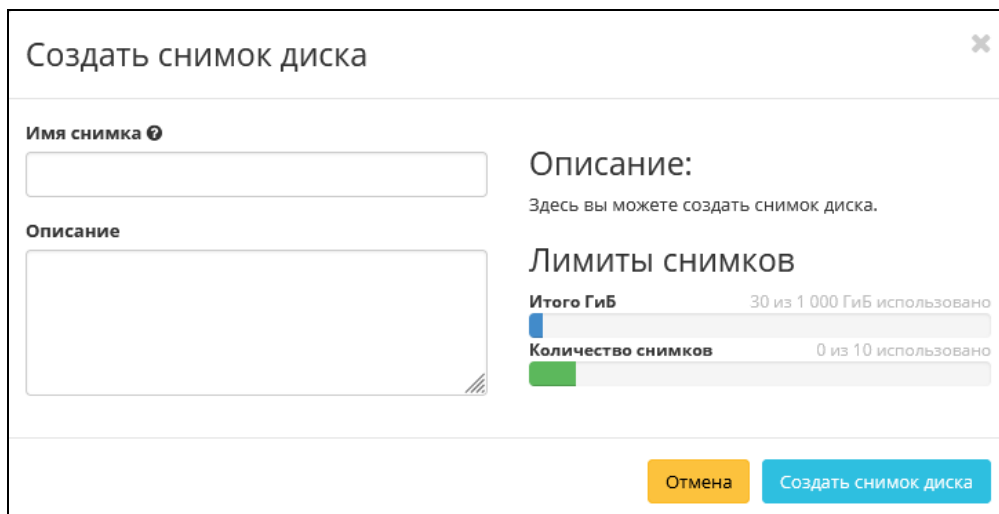 Создать снимок диска
Имя снимка
Описание
Описание:
Здесь вы можете создать снимок диска.
Лимиты снимков
Итого ГиБ 30 из 1 000 ГиБ использовано
Количество снимков 0 из 10 использовано
Отмена Создать снимок диска